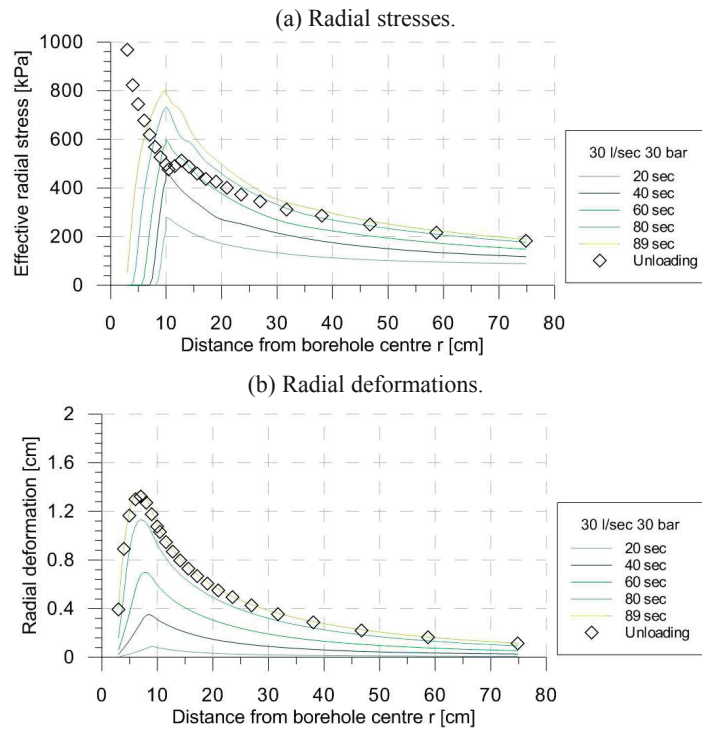 (a) Radial stresses.
1000
800
600
400
200
0
Effective radial stress [kPa]
0 10 20 30 40 50 60 70 80
Distance from borehole centre r [cm]
30 l/sec 30 bar
20 sec
40 sec
60 sec
80 sec
89 sec
Unloading
(b) Radial deformations.
2
1.6
1.2
0.8
0.4
0
Radial deformation [cm]
0 10 20 30 40 50 60 70 80
Distance from borehole centre r [cm]
30 l/sec 30 bar
20 sec
40 sec
60 sec
80 sec
89 sec
Unloading